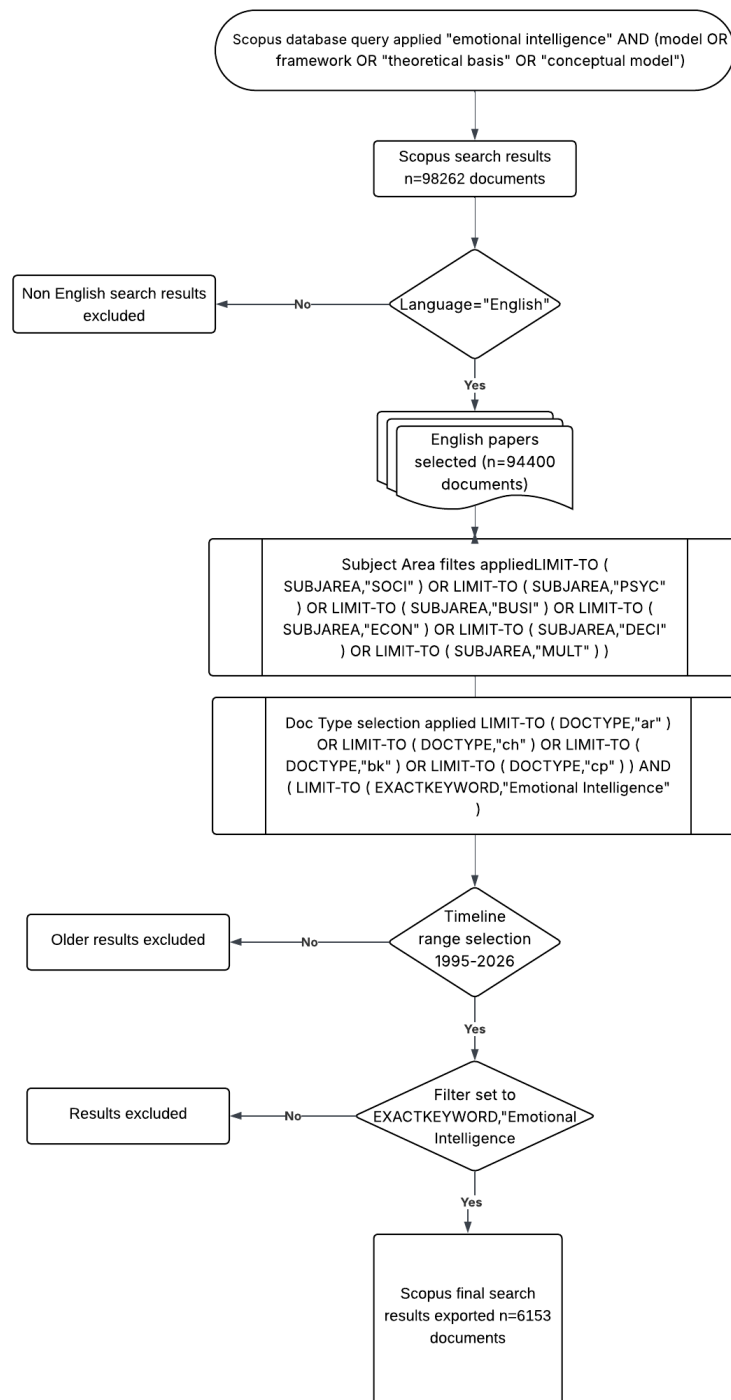 Scopus database query applied "emotional intelligence" AND (model OR
framework OR "theoretical basis" OR "conceptual model")
Scopus search results
n=98262 documents
Language="English"
No
Non English search results
excluded
Yes
English papers
selected (n=94400
documents)
Subject Area filtes appliedLIMIT-TO (
SUBJAREA,"SOCI" ) OR LIMIT-TO ( SUBJAREA,"PSYC"
) OR LIMIT-TO ( SUBJAREA,"BUSI" ) OR LIMIT-TO (
SUBJAREA,"ECON" ) OR LIMIT-TO ( SUBJAREA,"DECI"
) OR LIMIT-TO ( SUBJAREA,"MULT" ) )
Doc Type selection applied LIMIT-TO ( DOCTYPE,"ar" )
OR LIMIT-TO ( DOCTYPE,"ch" ) OR LIMIT-TO (
DOCTYPE,"bk" ) OR LIMIT-TO ( DOCTYPE,"cp" ) ) AND
( LIMIT-TO ( EXACTKEYWORD,"Emotional Intelligence"
)
Timeline
range selection
1995-2026
No
Older results excluded
Yes
Filter set to
EXACTKEYWORD,"Emotional
Intelligence
No
Results excluded
Yes
Scopus final search
results exported n=6153
documents